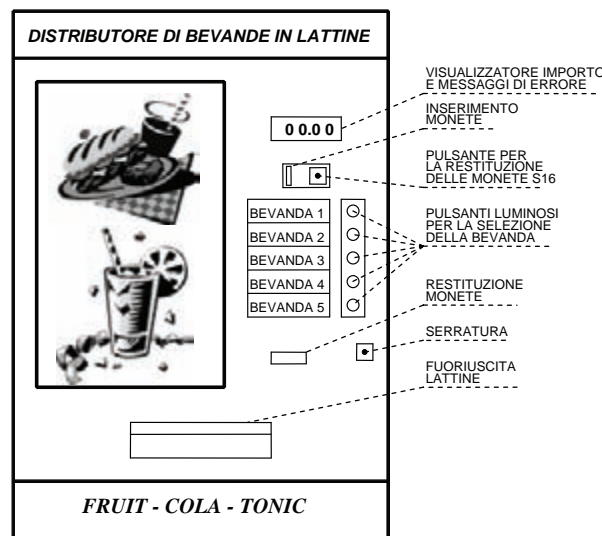 DISTRIBUTORE DI BEVANDE IN LATTINE
VISUALIZZATORE IMPORTO
E MESSAGGI DI ERRORE
0 0.0 0
INSERIMENTO
MONETE
PULSANTE PER
LA RESTITUZIONE
DELLE MONETE S16
BEVANDA 1
BEVANDA 2
BEVANDA 3
BEVANDA 4
BEVANDA 5
PULSANTI LUMINOSI
PER LA SELEZIONE
DELLA BEVANDA
RESTITUZIONE
MONETE
SERRATURA
FUORIUSCITA
LATTINE
FRUIT - COLA - TONIC